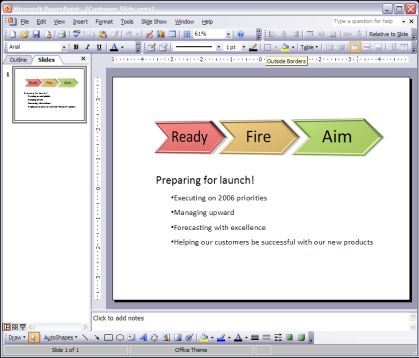 Microsoft PowerPoint - [Customer Slide.pptx]
File Edit View Insert Format Tools Slide Show Window Help
Type a question for help
61%
Arial
1 pt
Table
Relative to Slide
Outside Borders
Outline Slides
1
Ready Fire Aim
Ready Fire Aim
Preparing for launch!
•Executing on 2006 priorities
•Managing upward
•Forecasting with excellence
•Helping our customers be successful with our new products
Click to add notes
Draw AutoShapes
Slide 1 of 1 Office Theme